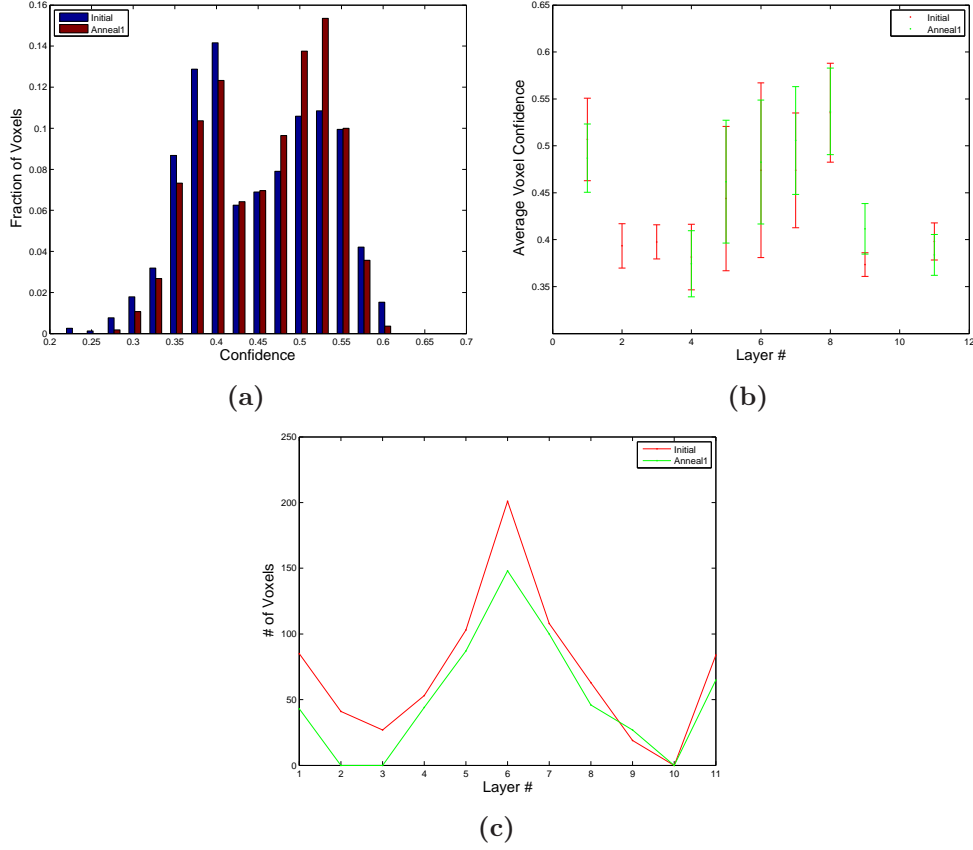 0.16
0.14
0.12
0.1
0.08
0.06
0.04
0.02
0
Fraction of Voxels
Initial
Anneal1
0.2 0.25 0.3 0.35 0.4 0.45 0.5 0.55 0.6 0.65 0.7
Confidence
(a)
0.65
0.6
0.55
0.5
0.45
0.4
0.35
Average Voxel Confidence
Initial
Anneal1
0 2 4 6 8 10 12
Layer #
(b)
250
200
150
100
50
0
# of Voxels
Initial
Anneal1
1 2 3 4 5 6 7 8 9 10 11
Layer #
(c)